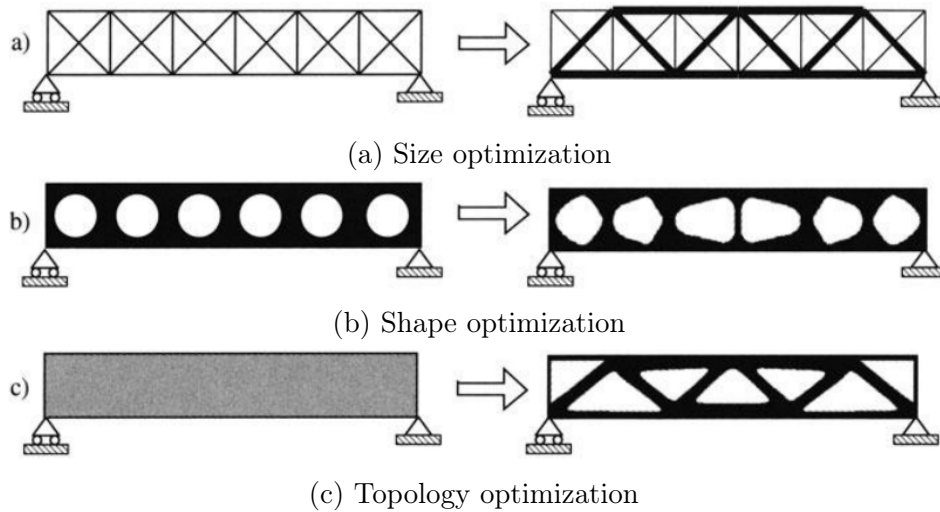 a)
(a) Size optimization
b)
(b) Shape optimization
c)
(c) Topology optimization